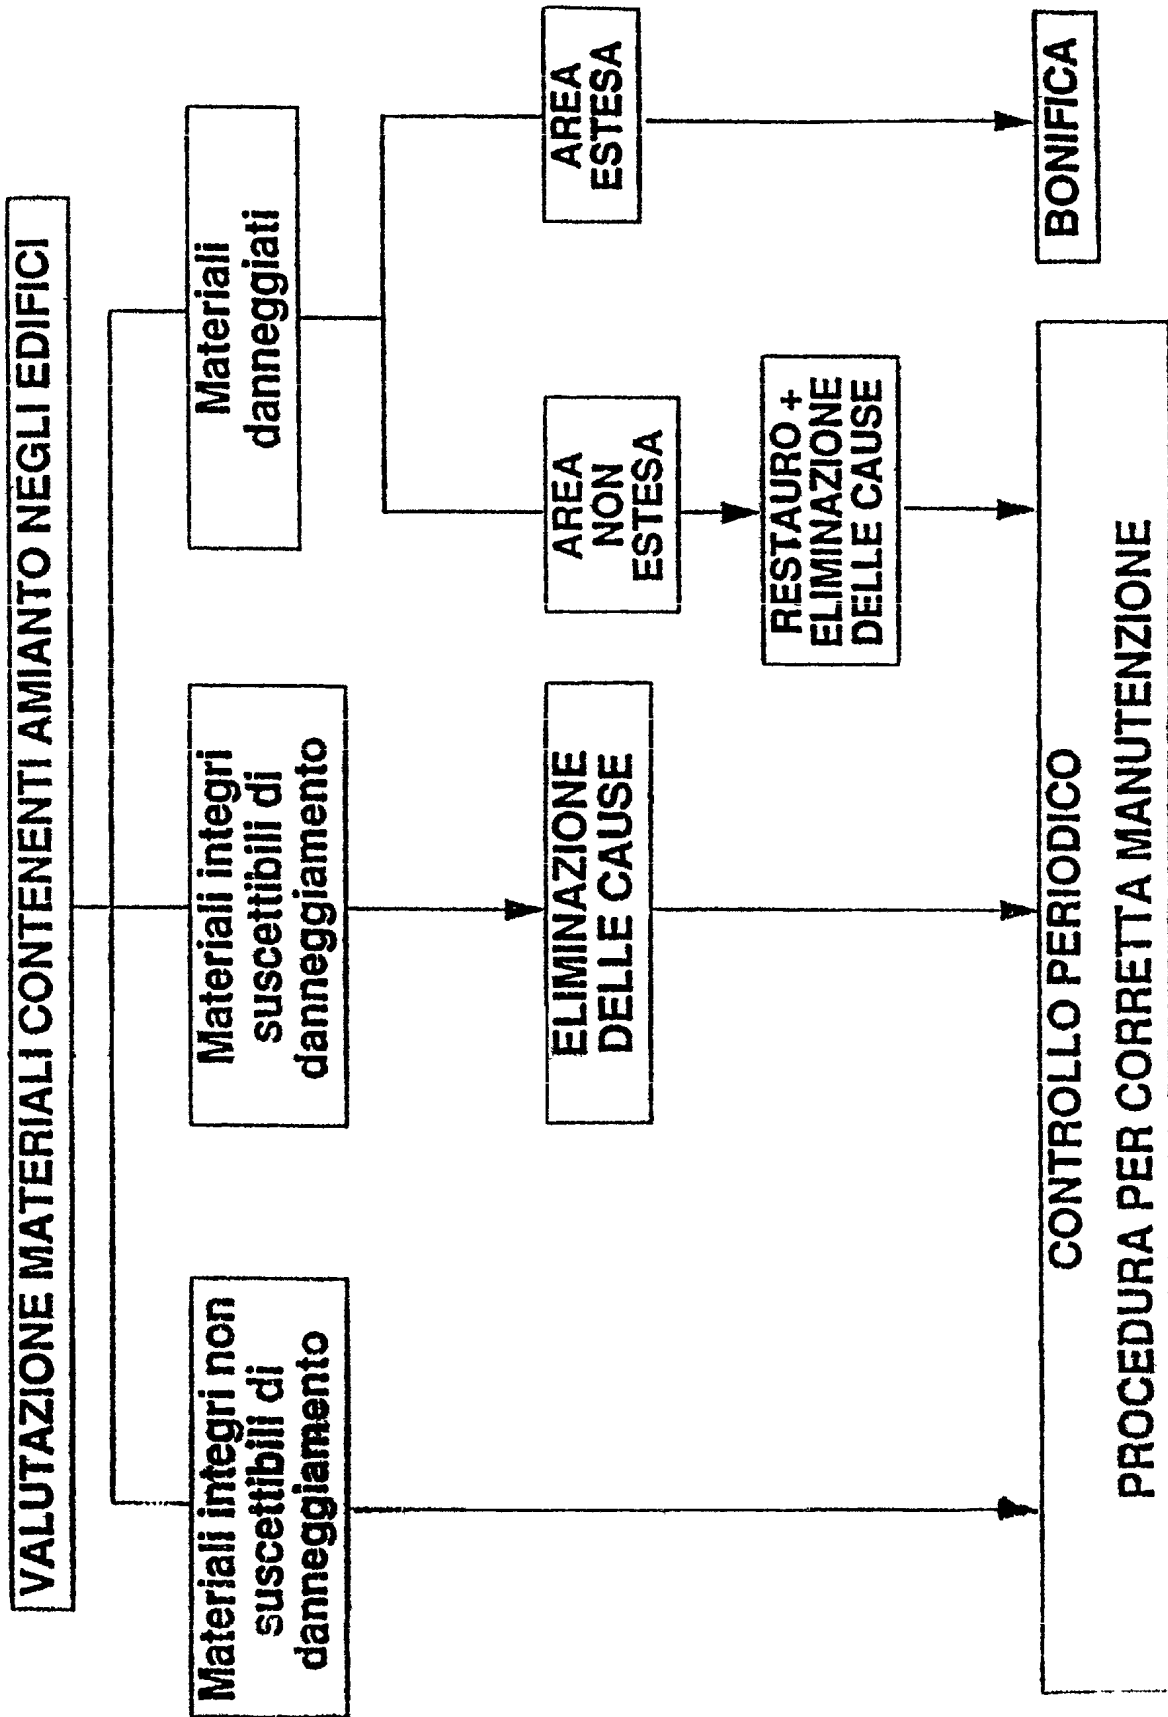 VALUTAZIONE MATERIALI CONTENENTI AMIANTO NEGLI EDIFICI
Materiali integri non
suscettibili di
danneggiamento
Materiali integri
suscettibili di
danneggiamento
Materiali
danneggiati
ELIMINAZIONE
DELLE CAUSE
AREA
NON
ESTESA
AREA
ESTESA
RESTAURO +
ELIMINAZIONE
DELLE CAUSE
CONTROLLO PERIODICO
PROCEDURA PER CORRETTA MANUTENZIONE
BONIFICA